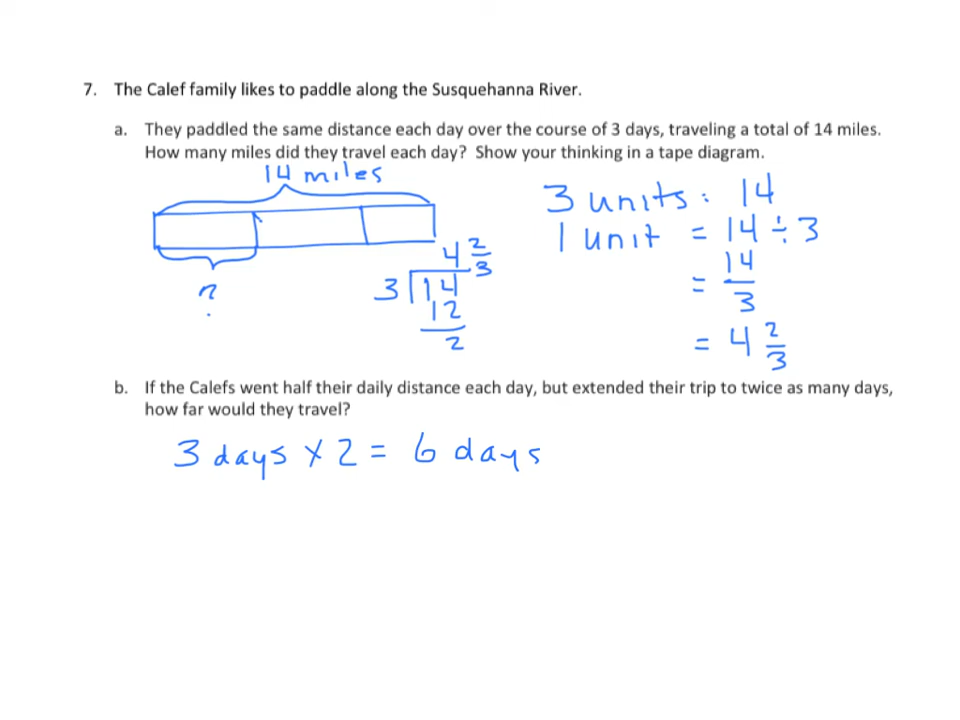 7. The Calef family likes to paddle along the Susquehanna River.
a. They paddled the same distance each day over the course of 3 days, traveling a total of 14 miles.
How many miles did they travel each day? Show your thinking in a tape diagram.
14 miles
?
4 2/3
3 14
12
2
3 units: 14
1 unit = 14 ÷ 3
= 14/3
= 4 2/3
b. If the Calefs went half their daily distance each day, but extended their trip to twice as many days,
how far would they travel?
3 days x 2 = 6 days